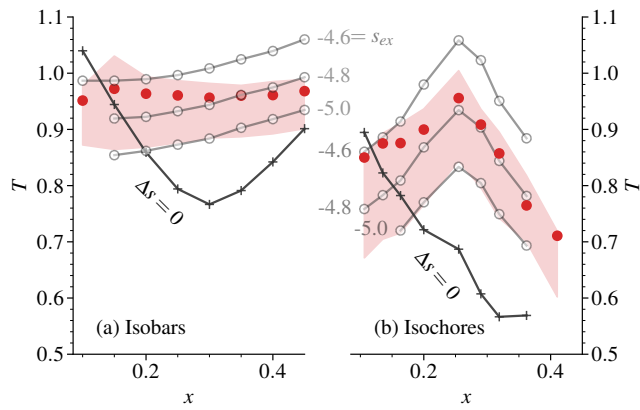 1.1
1.0
0.9
0.8
0.7
0.6
0.5
T
-4.6 = s_ex
-4.8
-5.0
Δs = 0
(a) Isobars
0.2
0.4
x
-4.6
-4.8
-5.0
Δs = 0
(b) Isochores
0.2
0.4
x
1.1
1.0
0.9
0.8
0.7
0.6
0.5
T